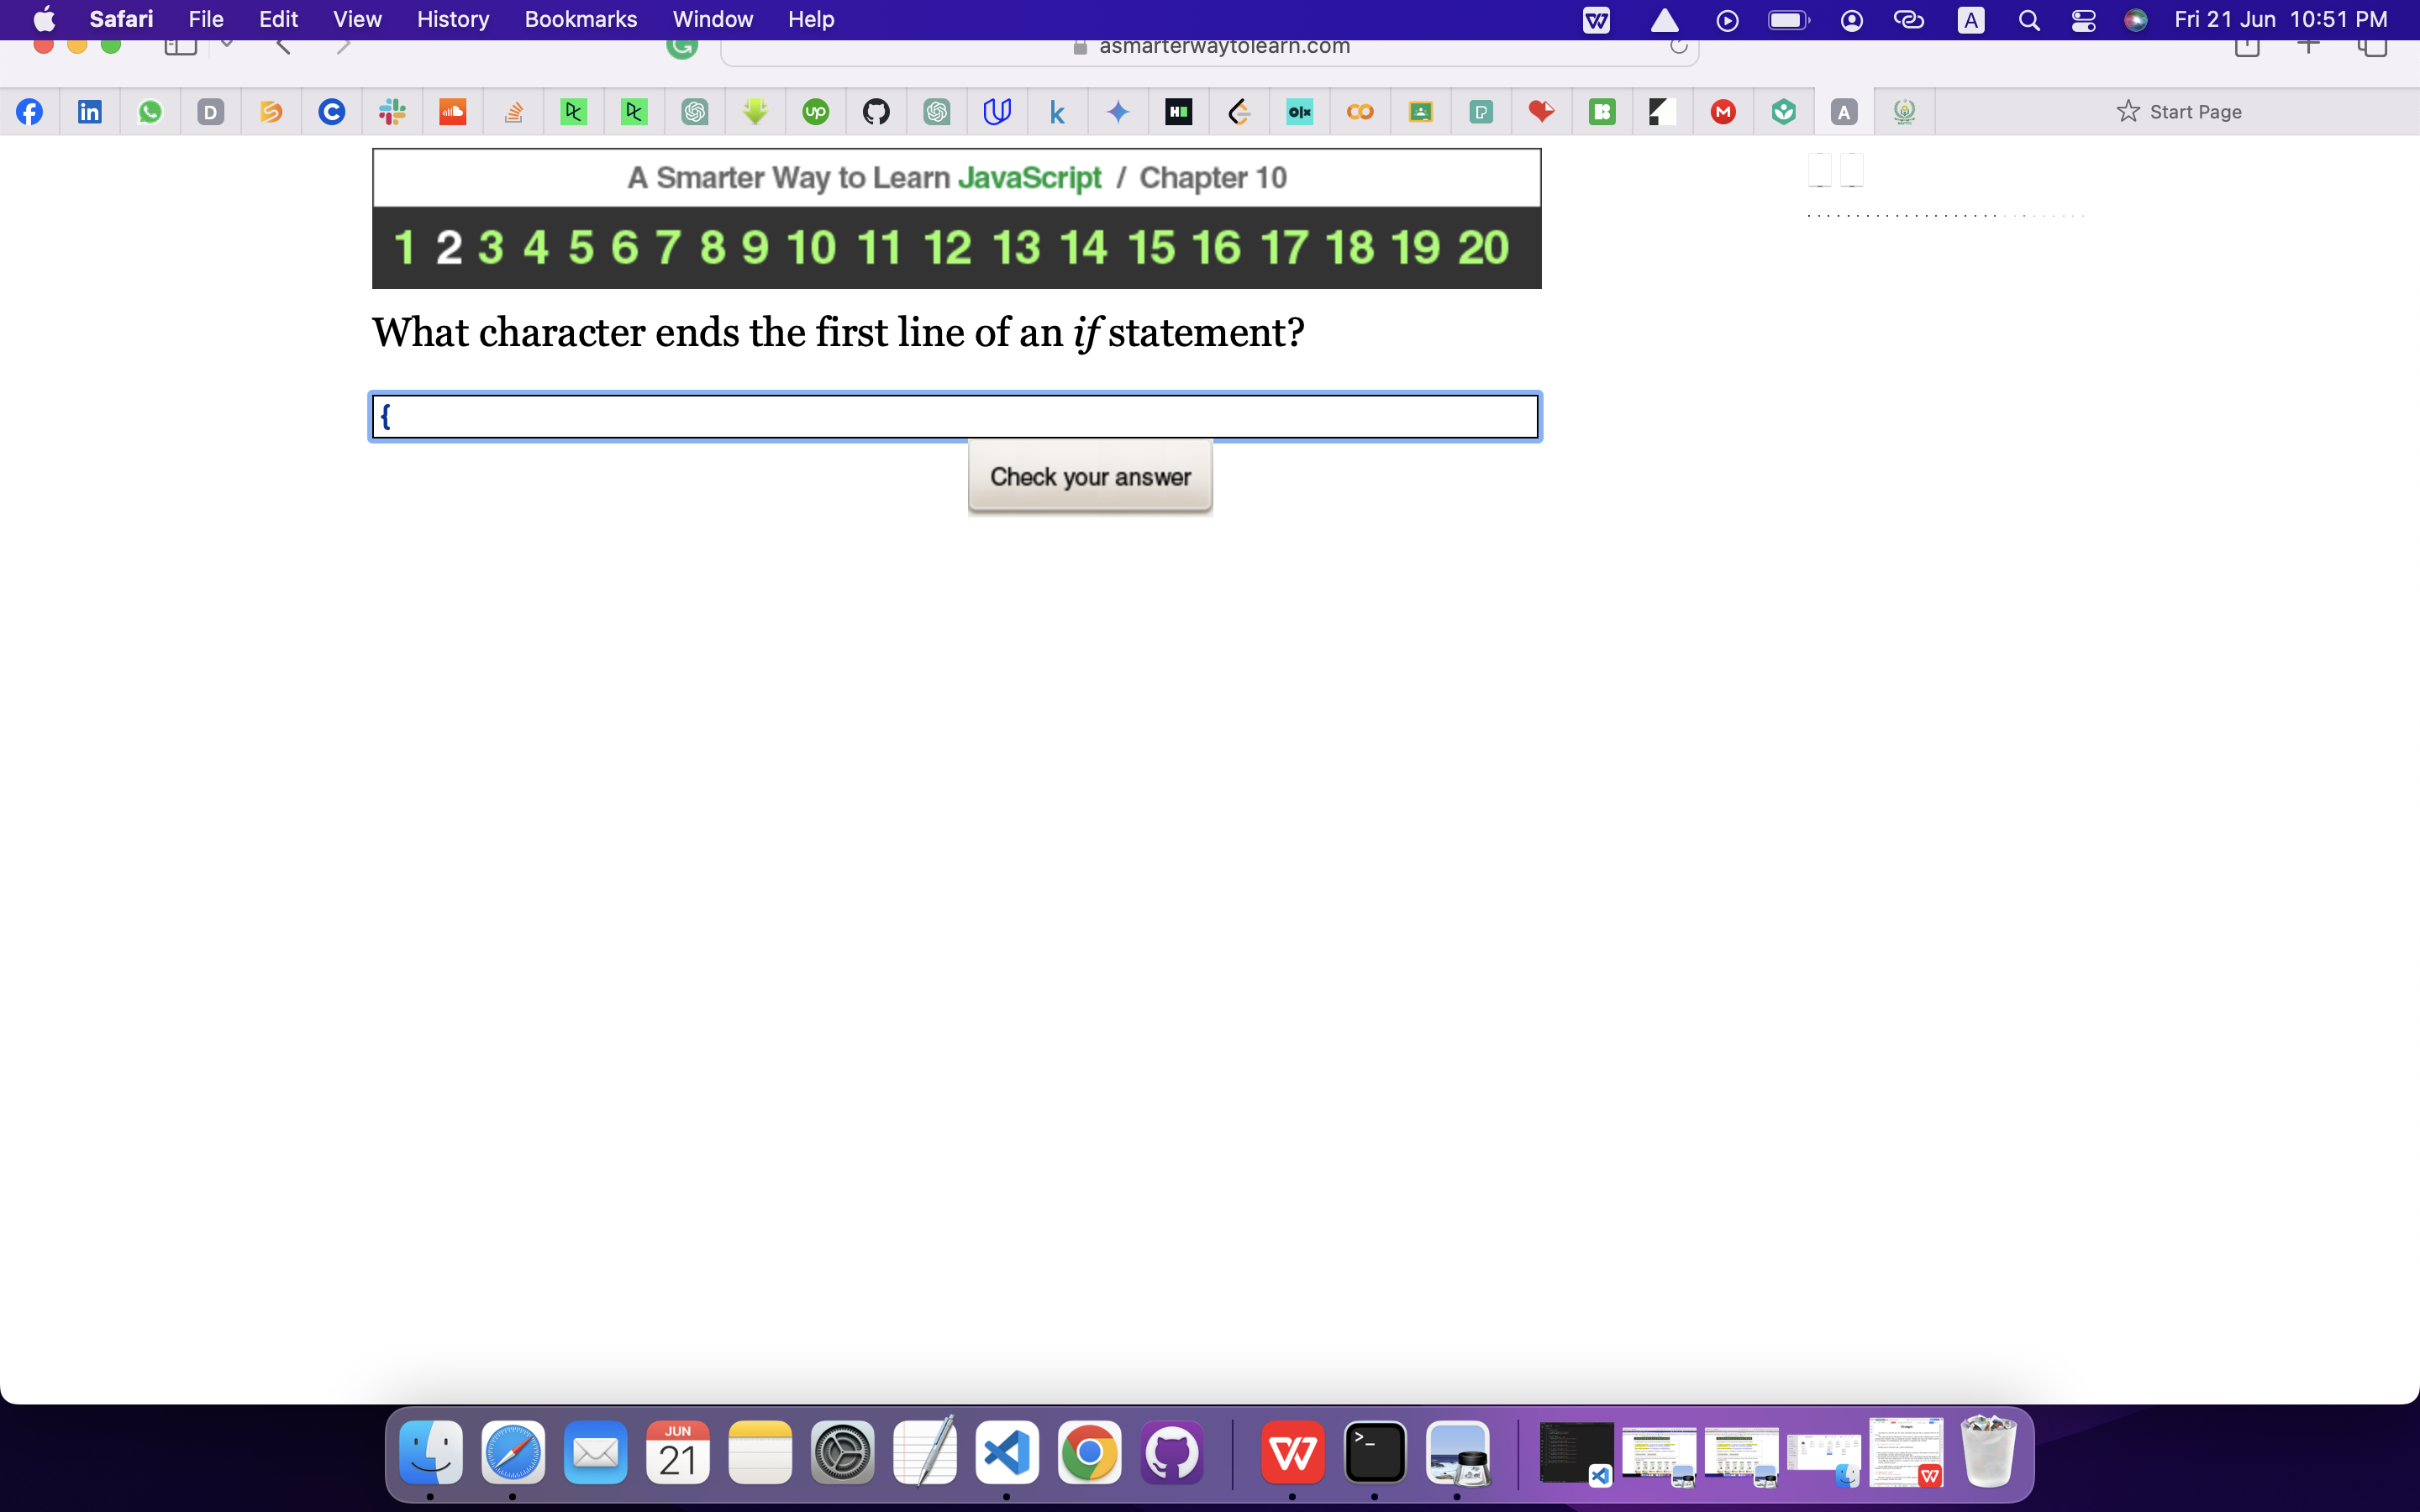 Safari File Edit View History Bookmarks Window Help A Fri 21 Jun 10:51 PM
asmarterwaytolearn.com
in D C up k H olx P M A Start Page
A Smarter Way to Learn JavaScript / Chapter 10
1 2 3 4 5 6 7 8 9 10 11 12 13 14 15 16 17 18 19 20
What character ends the first line of an if statement?
{
Check your answer
JUN
21
>_